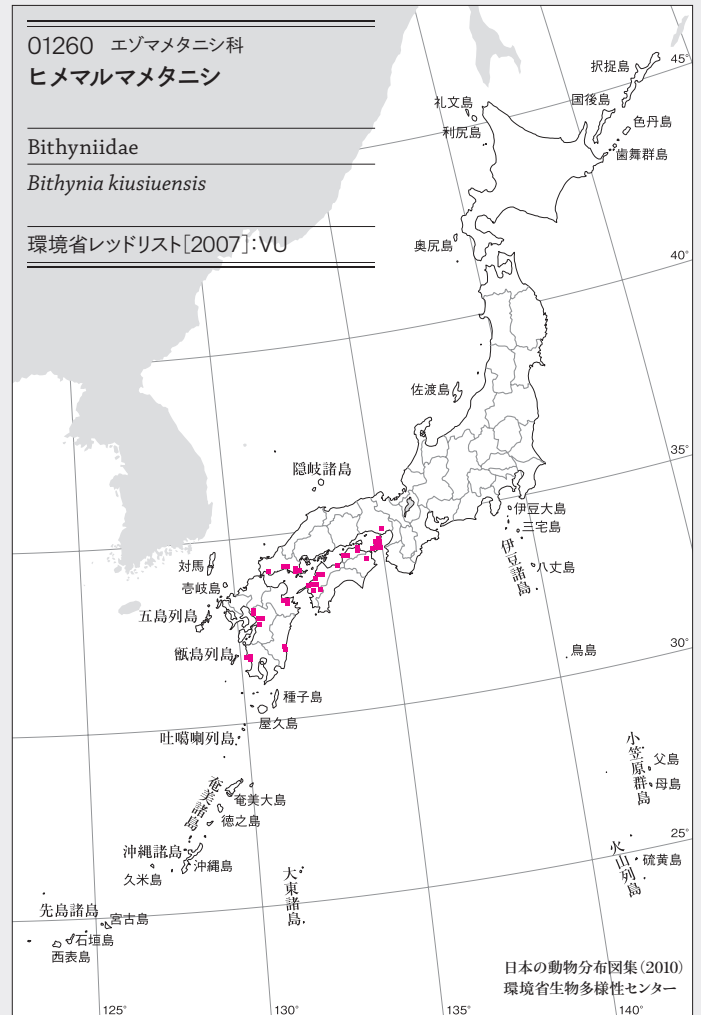 01260 エゾマメタニシ科
ヒメマルマメタニシ
Bithyniidae
Bithynia kiusiuensis
環境省レッドリスト[2007]:VU
択捉島
45°
国後島
礼文島
色丹島
利尻島
歯舞群島
奥尻島
40°
佐渡島
35°
隠岐諸島
伊豆大島
三宅島
伊豆諸島
八丈島
対馬
壱岐島
五島列島
甑島列島
鳥島
30°
種子島
屋久島
吐噶喇列島
小笠原群島
父島
母島
奄美諸島
奄美大島
徳之島
25°
火山列島
硫黄島
沖縄諸島
沖縄島
久米島
大東諸島
先島諸島
宮古島
石垣島
西表島
日本の動物分布図集(2010)
環境省生物多様性センター
125°
130°
135°
140°